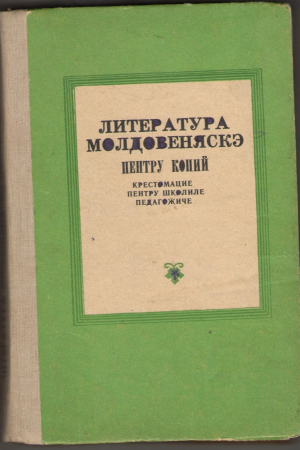 ЛИТЕРАТУРА
МОЛДОВЕНЯСКЭ
ПЕНТРУ КОПИЙ
КРЕСТОМАЦИЕ
ПЕНТРУ ШКОЛИЛЕ
ПЕДАГОЖИЧЕ